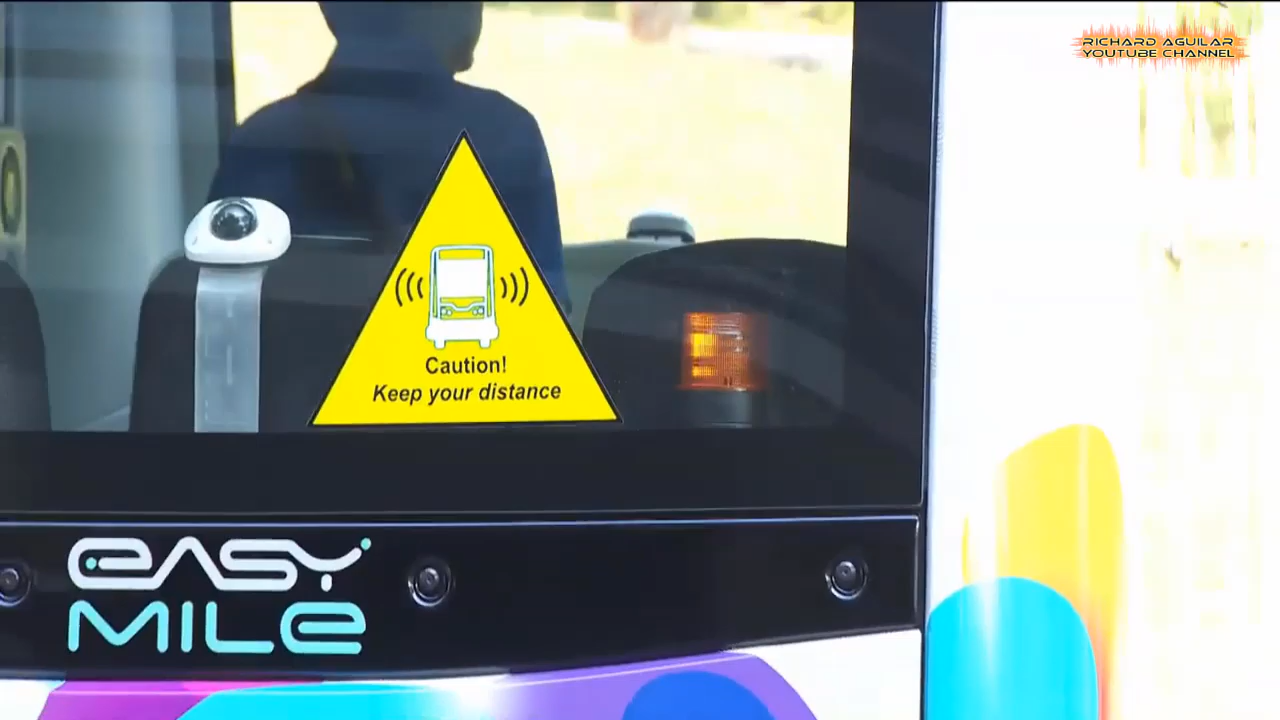 RICHARD AGUILAR
YOUTUBE CHANNEL
Caution!
Keep your distance
easy
MILe